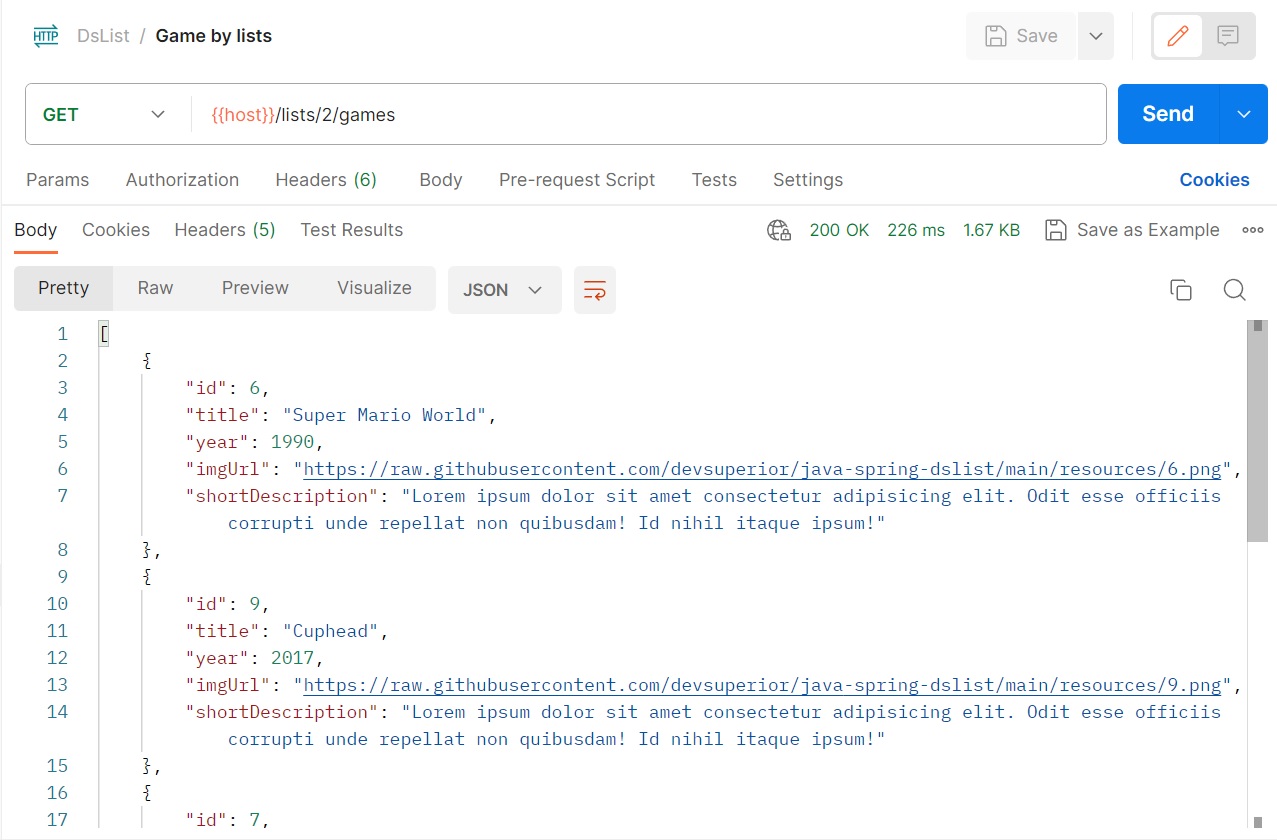 HTTP DsList / Game by lists Save
GET {{host}}/lists/2/games Send
Params Authorization Headers (6) Body Pre-request Script Tests Settings Cookies
Body Cookies Headers (5) Test Results 200 OK 226 ms 1.67 KB Save as Example
Pretty Raw Preview Visualize JSON
1 [
2 {
3 "id": 6,
4 "title": "Super Mario World",
5 "year": 1990,
6 "imgUrl": "https://raw.githubusercontent.com/devsuperior/java-spring-dslist/main/resources/6.png",
7 "shortDescription": "Lorem ipsum dolor sit amet consectetur adipisicing elit. Odit esse officiis
corrupti unde repellat non quibusdam! Id nihil itaque ipsum!"
8 },
9 {
10 "id": 9,
11 "title": "Cuphead",
12 "year": 2017,
13 "imgUrl": "https://raw.githubusercontent.com/devsuperior/java-spring-dslist/main/resources/9.png",
14 "shortDescription": "Lorem ipsum dolor sit amet consectetur adipisicing elit. Odit esse officiis
corrupti unde repellat non quibusdam! Id nihil itaque ipsum!"
15 },
16 {
17 "id": 7,